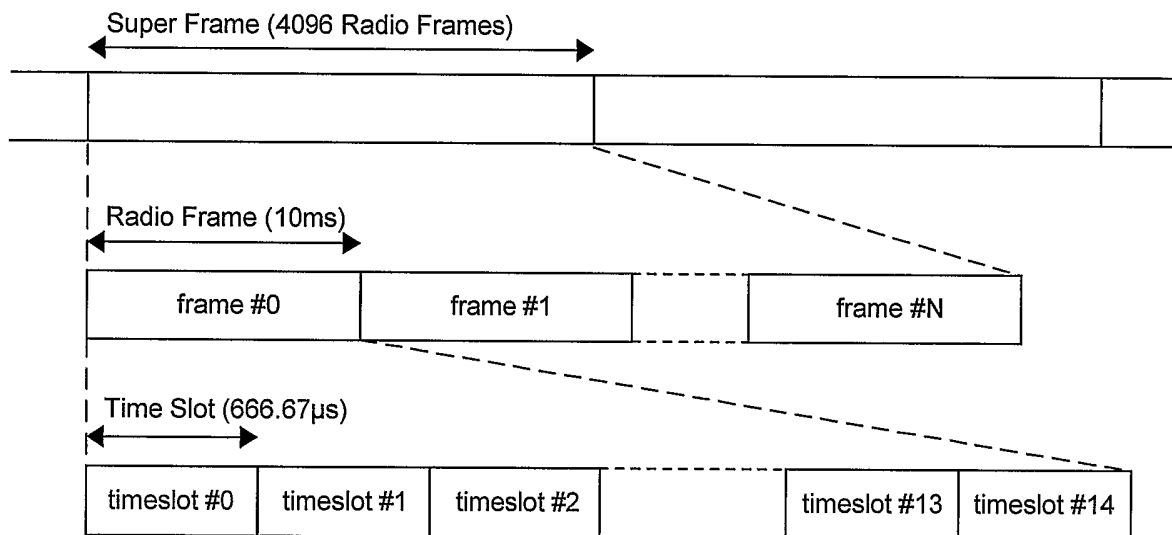 Super Frame (4096 Radio Frames)
Radio Frame (10ms)
frame #0
frame #1
frame #N
Time Slot (666.67µs)
timeslot #0
timeslot #1
timeslot #2
timeslot #13
timeslot #14